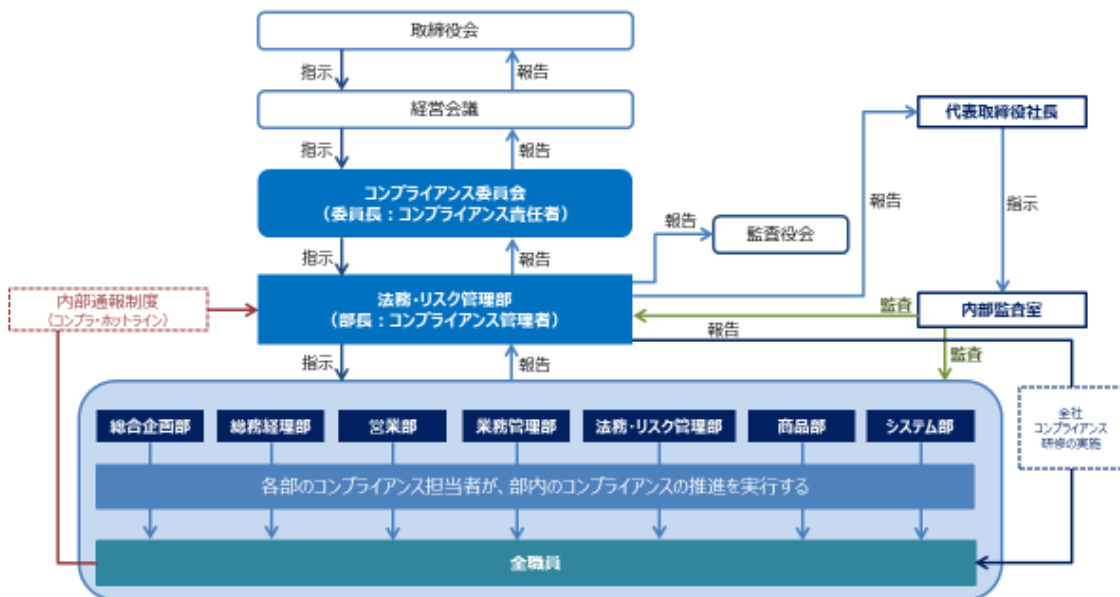 取締役会
指示
報告
経営会議
代表取締役社長
指示
報告
コンプライアンス委員会
（委員長：コンプライアンス責任者）
報告
指示
報告
監査役会
指示
報告
内部通報制度
（コンプラ・ホットライン）
法務・リスク管理部
（部長：コンプライアンス管理者）
監査
内部監査室
報告
指示
報告
監査
総合企画部
総務経理部
営業部
業務管理部
法務・リスク管理部
商品部
システム部
全社
コンプライアンス
研修の実施
各部のコンプライアンス担当者が、部内のコンプライアンスの推進を実行する
全職員